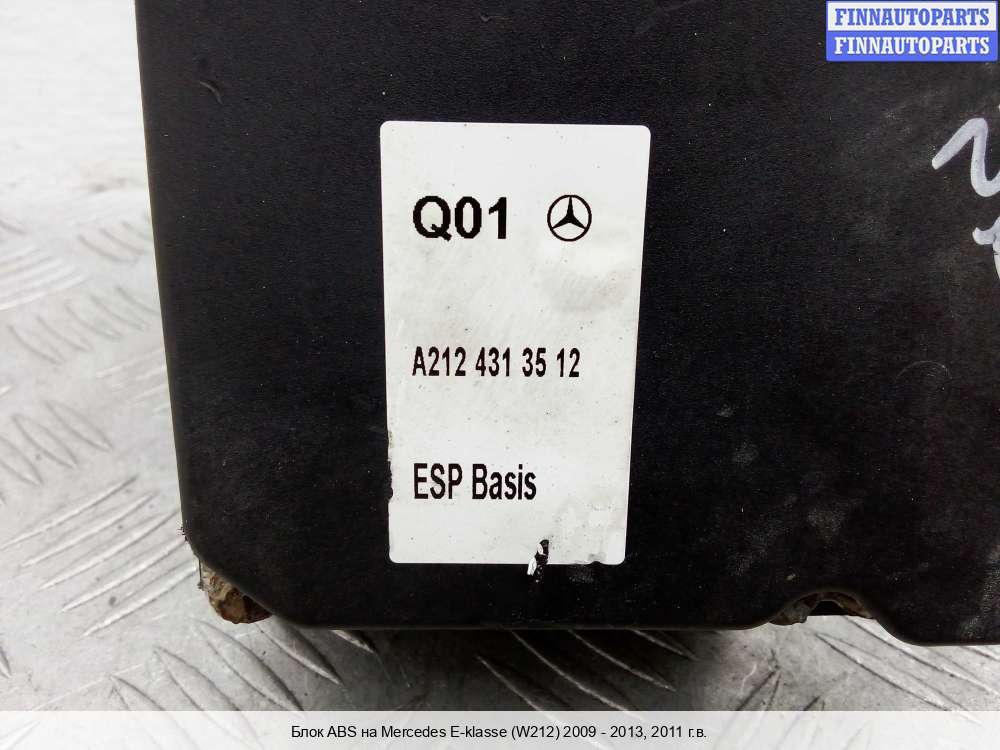 FINNAUTOPARTS
FINNAUTOPARTS
Q01
A212 431 35 12
ESP Basis
Блок ABS на Mercedes E-klasse (W212) 2009 - 2013, 2011 г.в.